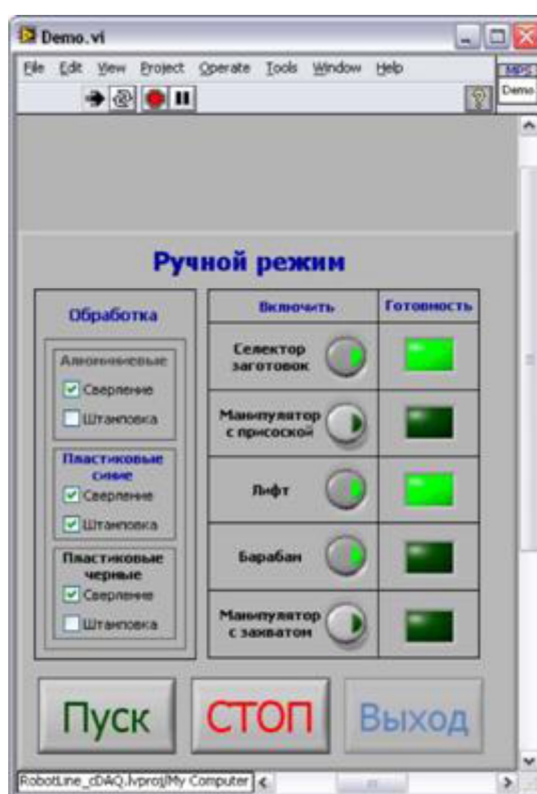 Demo.vi
File Edit View Project Operate Tools Window Help
MPS
Demo
Ручной режим
Обработка
Включить
Готовность
Алюминиевые
Сверление
Штамповка
Пластиковые
синие
Сверление
Штамповка
Пластиковые
черные
Сверление
Штамповка
Селектор
заготовок
Манипулятор
с присоской
Лифт
Барабан
Манипулятор
с захватом
Пуск
СТОП
Выход
RobotLine_cDAQ.lvproj/My Computer